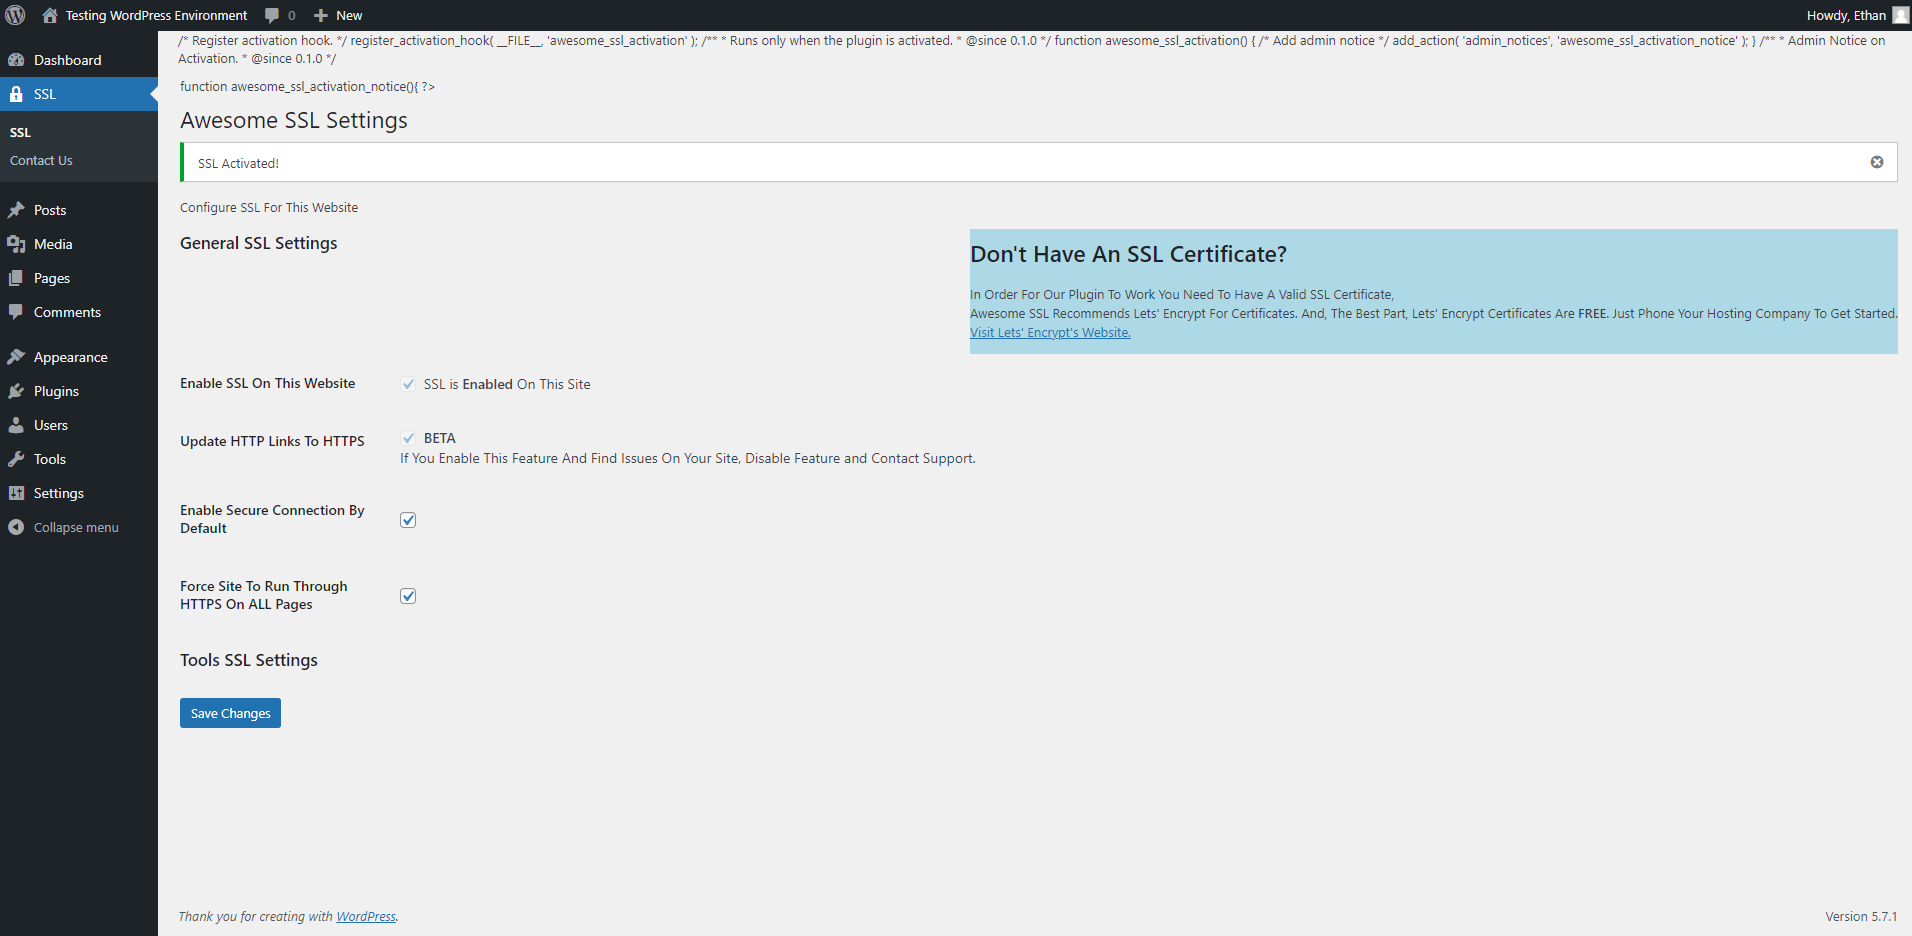 Testing WordPress Environment
0
New
Howdy, Ethan
Dashboard
SSL
SSL
Contact Us
Posts
Media
Pages
Comments
Appearance
Plugins
Users
Tools
Settings
Collapse menu
/* Register activation hook. */ register_activation_hook( __FILE__, 'awesome_ssl_activation' ); /** * Runs only when the plugin is activated. * @since 0.1.0 */ function awesome_ssl_activation() { /* Add admin notice */ add_action( 'admin_notices', 'awesome_ssl_activation_notice' ); } /** * Admin Notice on
Activation. * @since 0.1.0 */
function awesome_ssl_activation_notice(){ ?>
Awesome SSL Settings
SSL Activated!
Configure SSL For This Website
General SSL Settings
Don't Have An SSL Certificate?
In Order For Our Plugin To Work You Need To Have A Valid SSL Certificate,
Awesome SSL Recommends Lets' Encrypt For Certificates. And, The Best Part, Lets' Encrypt Certificates Are FREE. Just Phone Your Hosting Company To Get Started.
Visit Lets' Encrypt's Website.
Enable SSL On This Website
SSL is Enabled On This Site
Update HTTP Links To HTTPS
BETA
If You Enable This Feature And Find Issues On Your Site, Disable Feature and Contact Support.
Enable Secure Connection By
Default
Force Site To Run Through
HTTPS On ALL Pages
Tools SSL Settings
Save Changes
Thank you for creating with WordPress.
Version 5.7.1